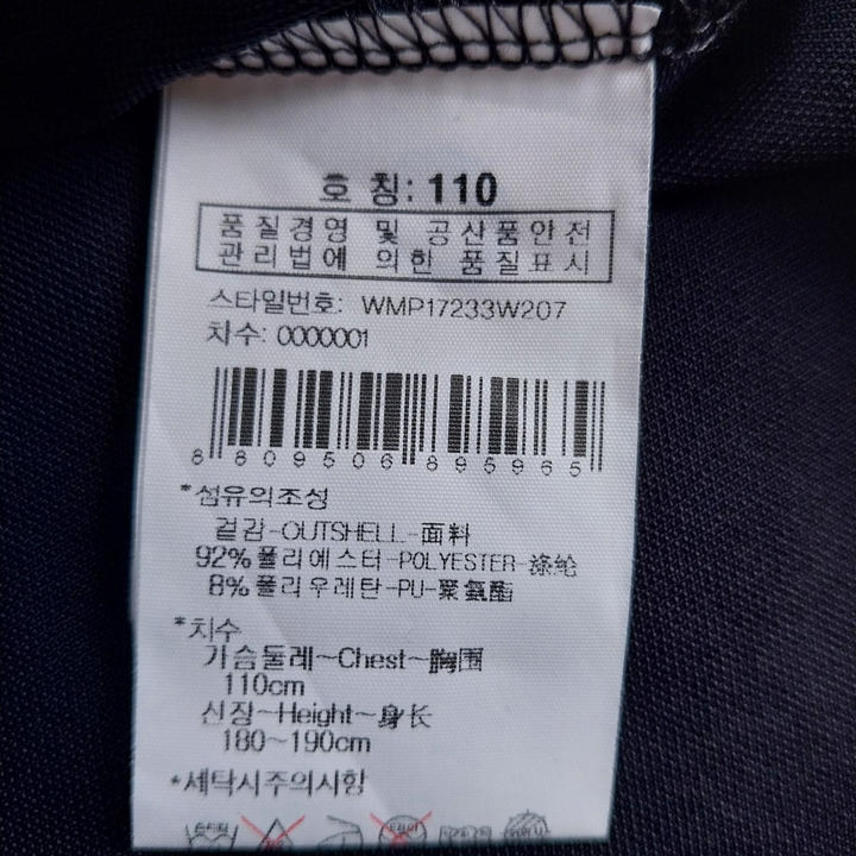 호 칭: 110
품질경영 및 공산품안전
관리법에 의한 품질표시
스타일번호: WMP17233W207
치수: 0000001
8809506895965
*섬유의조성
겉감-OUTSHELL-面料
92%폴리에스터-POLYESTER-涤纶
8%폴리우레탄-PU-聚氨酯
*치수
가슴둘레~Chest~胸围
110cm
신장~Height~身长
180~190cm
*세탁시주의사항